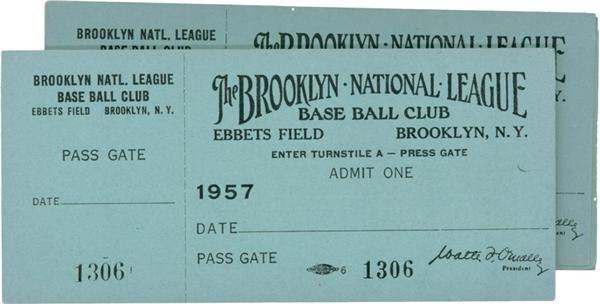 BROOKLYN NATL. LEAGUE
BASE BALL CLUB
The BROOKLYN · NATIONAL · LEAGUE
N.Y.
BROOKLYN NATL. LEAGUE
BASE BALL CLUB
EBBETS FIELD BROOKLYN, N.Y.
PASS GATE
DATE
1306
The BROOKLYN · NATIONAL · LEAGUE
BASE BALL CLUB
EBBETS FIELD BROOKLYN, N.Y.
ENTER TURNSTILE A — PRESS GATE
ADMIT ONE
1957
DATE
PASS GATE
6 1306
Walter F. O'Malley
President